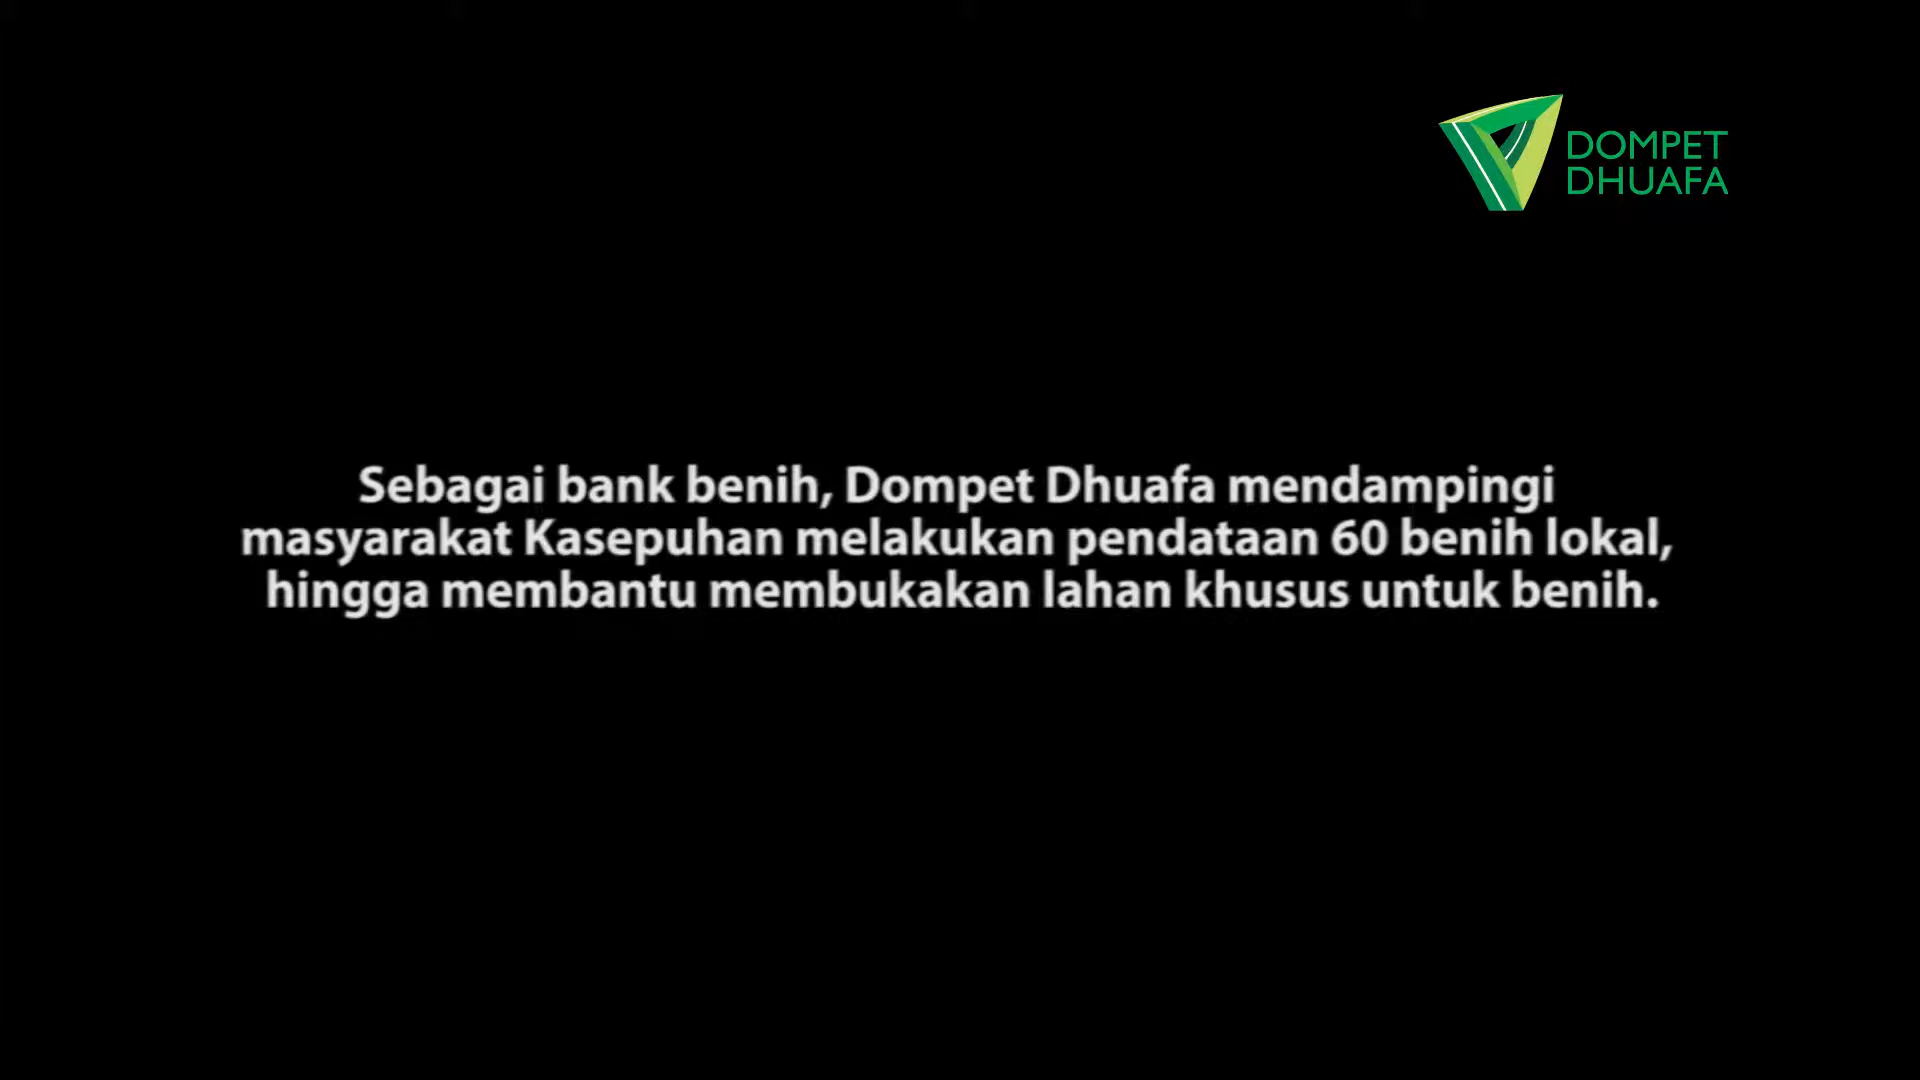 DOMPET
DHUAFA
Sebagai bank benih, Dompet Dhuafa mendampingi
masyarakat Kasepuhan melakukan pendataan 60 benih lokal,
hingga membantu membukakan lahan khusus untuk benih.